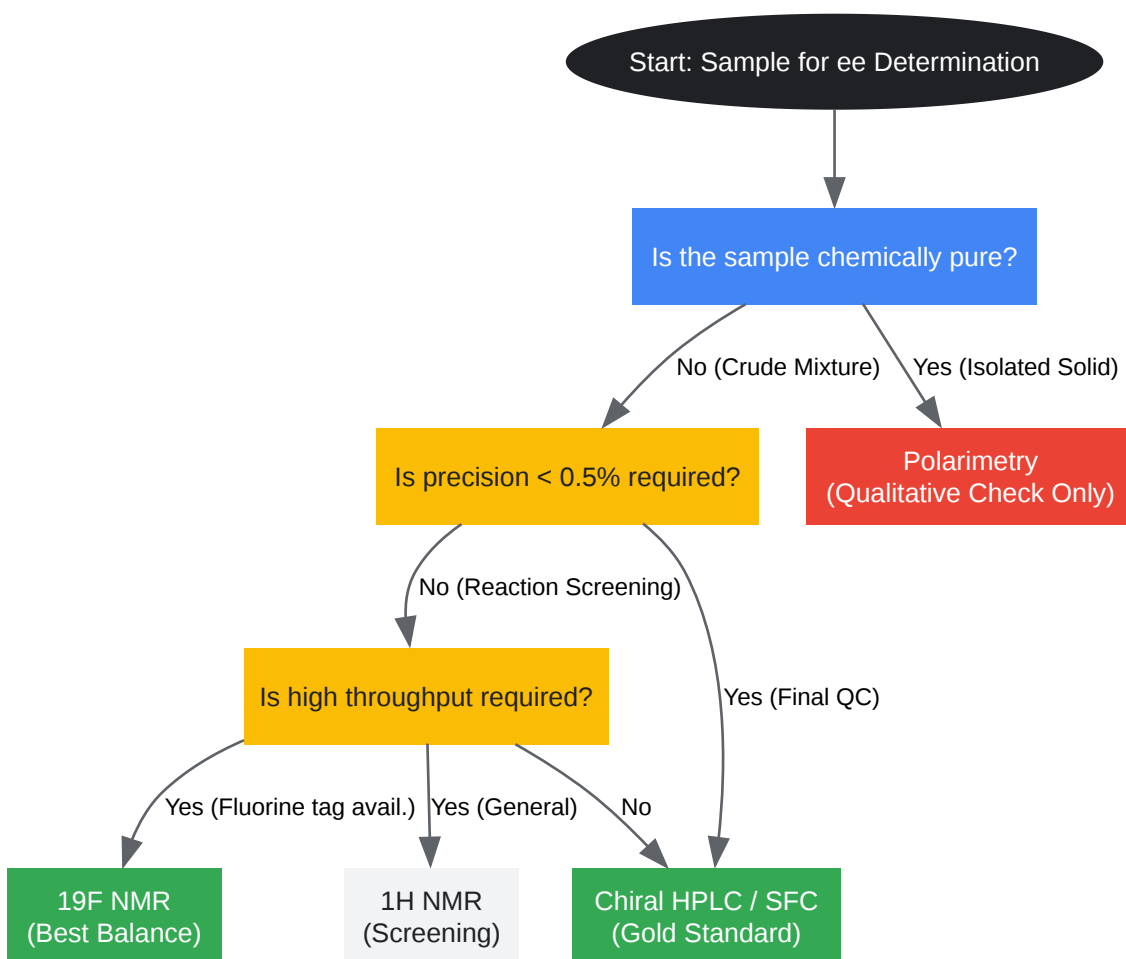 Start: Sample for ee Determination
Is the sample chemically pure?
No (Crude Mixture)
Yes (Isolated Solid)
Is precision < 0.5% required?
Polarimetry
(Qualitative Check Only)
No (Reaction Screening)
Is high throughput required?
Yes (Final QC)
Yes (Fluorine tag avail.)
Yes (General)
No
19F NMR
(Best Balance)
1H NMR
(Screening)
Chiral HPLC / SFC
(Gold Standard)